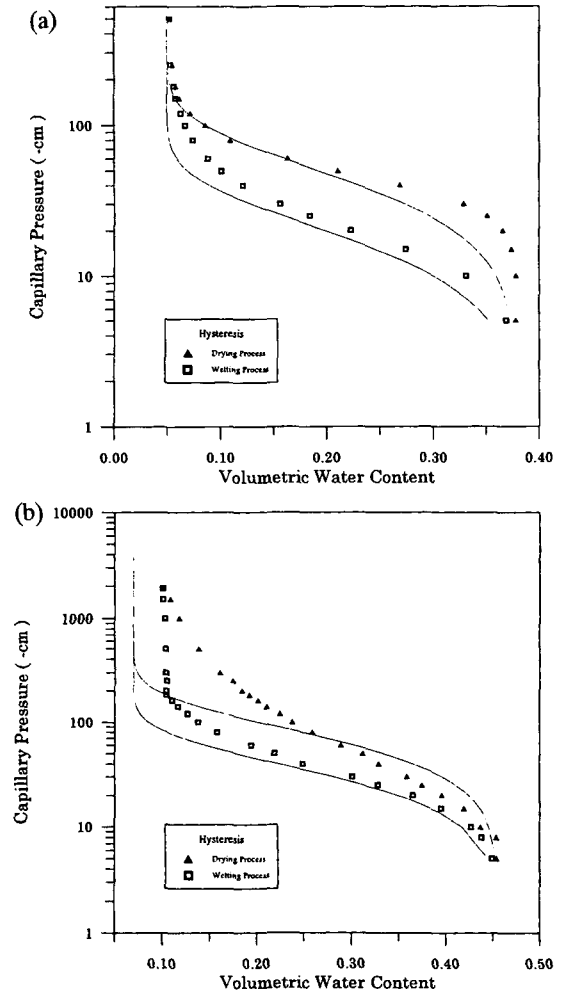 (a)
Capillary Pressure ( -cm)
100
10
1
Hysteresis
Drying Process
Wetting Process
0.00 0.10 0.20 0.30 0.40
Volumetric Water Content
(b)
Capillary Pressure ( -cm)
10000
1000
100
10
1
Hysteresis
Drying Process
Wetting Process
0.10 0.20 0.30 0.40 0.50
Volumetric Water Content